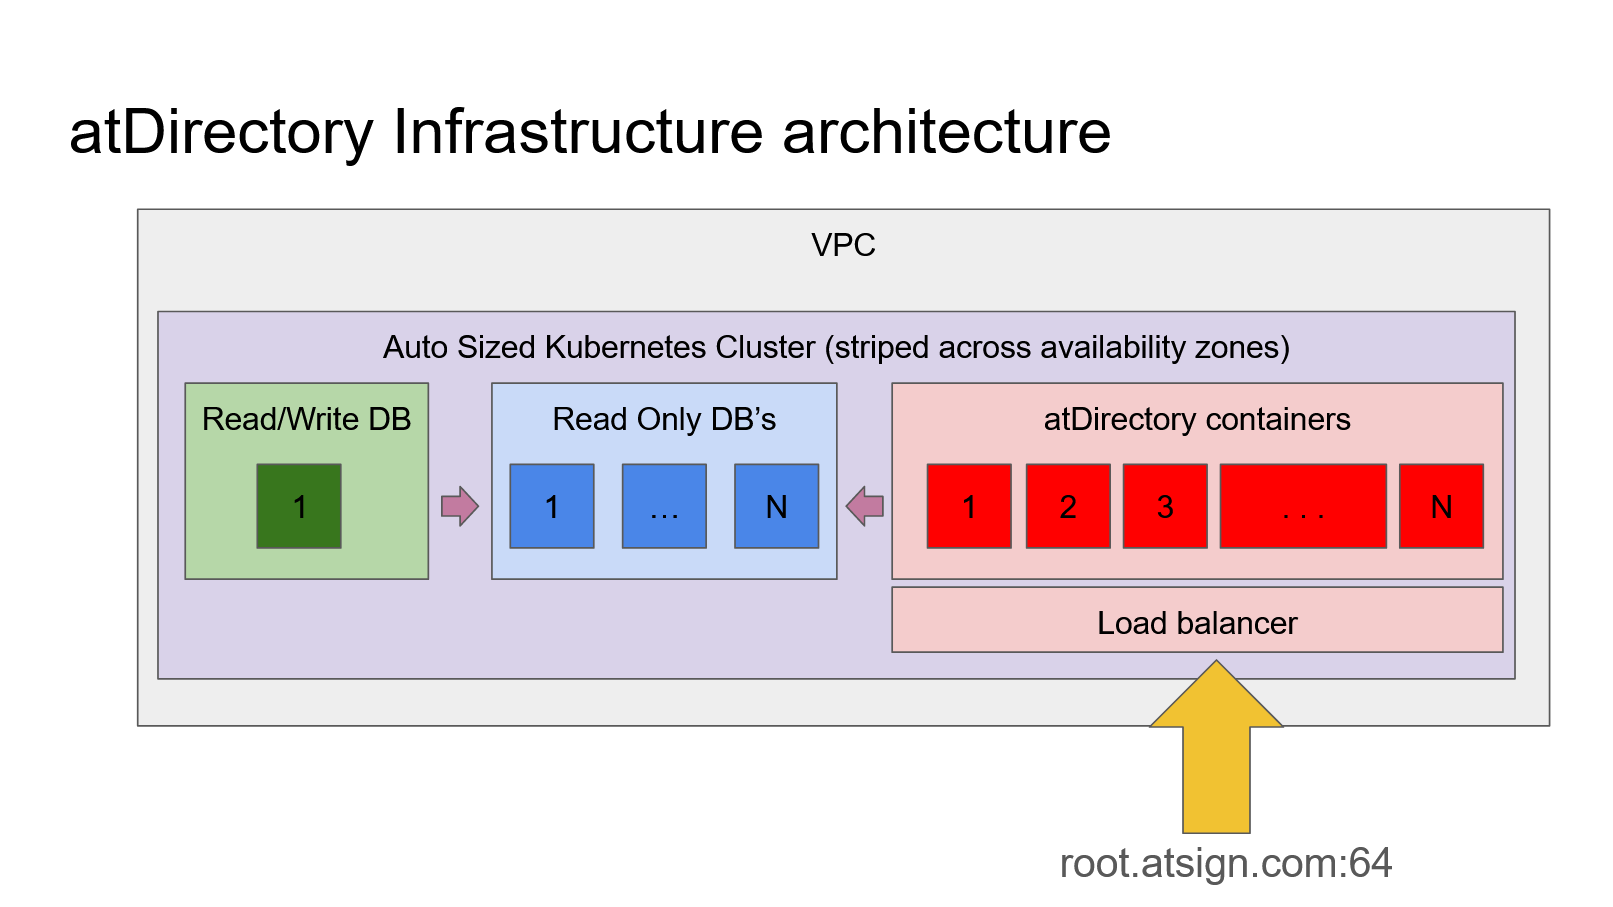 atDirectory Infrastructure architecture
VPC
Auto Sized Kubernetes Cluster (striped across availability zones)
Read/Write DB
1
Read Only DB’s
1
...
N
atDirectory containers
1
2
3
. . .
N
Load balancer
root.atsign.com:64